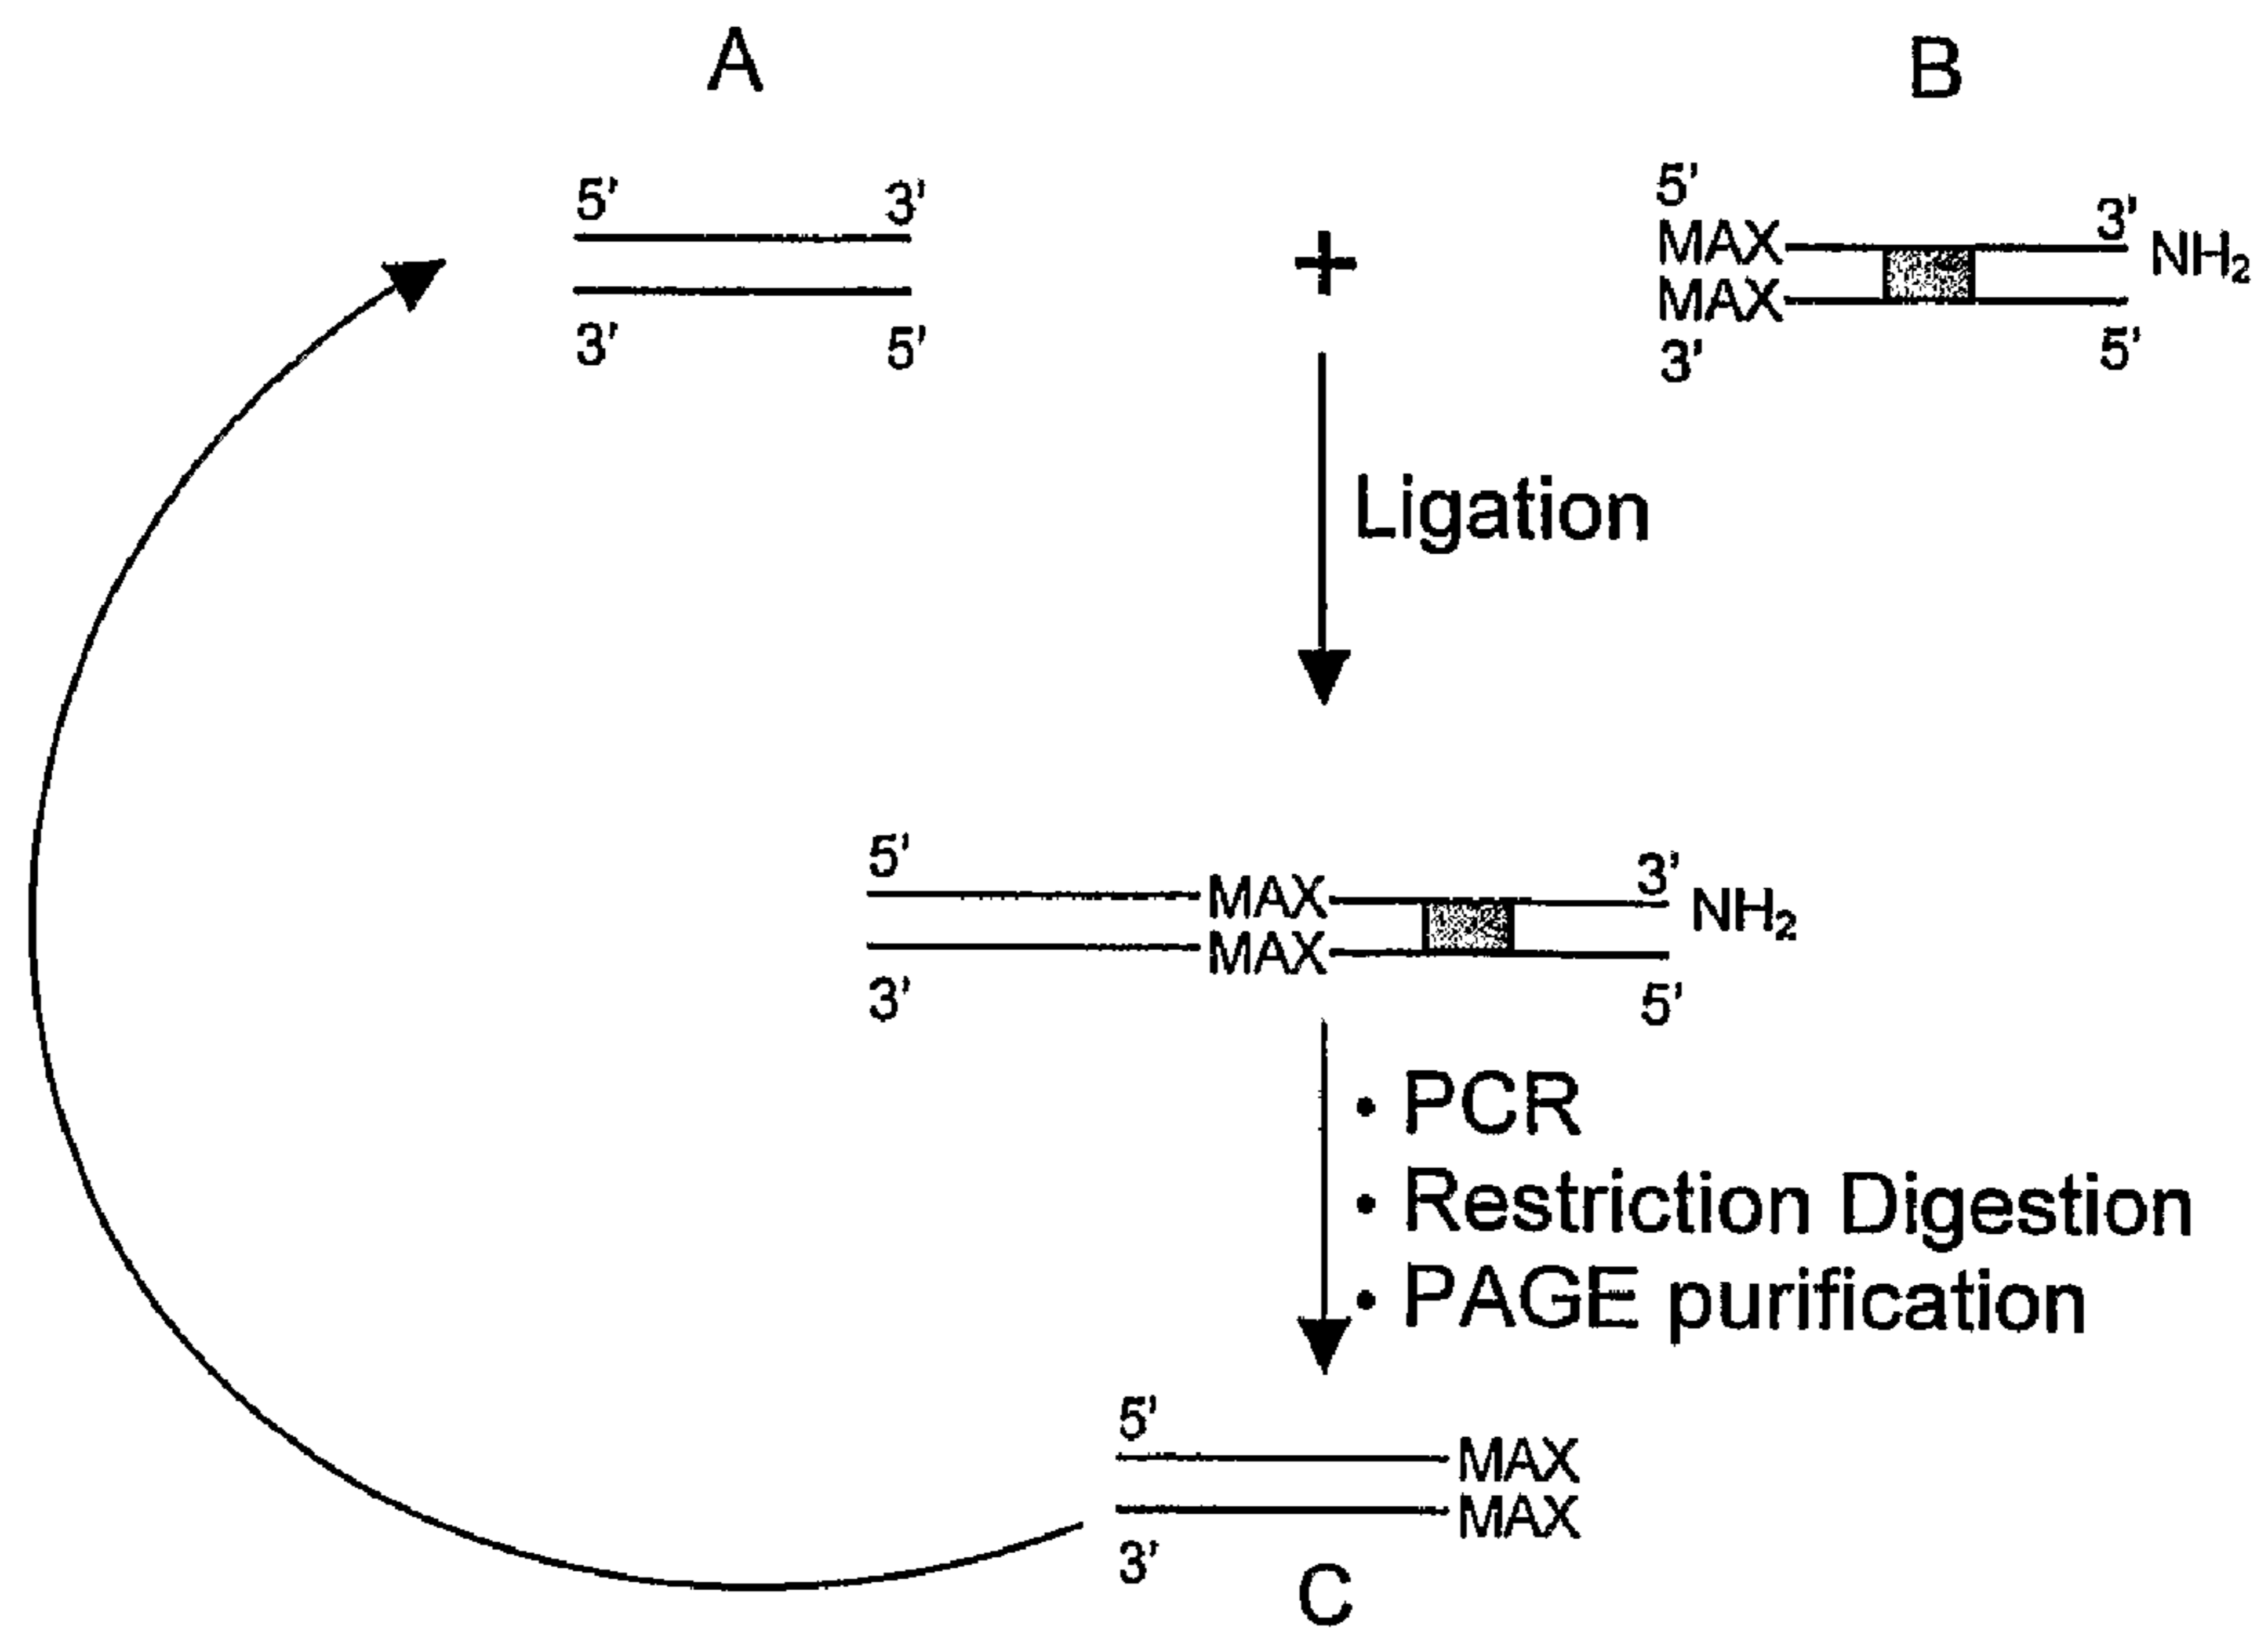 A
B
5'
3'
3'
5'
+
5'
MAX
3'
NH₂
MAX
3'
5'
Ligation
5'
MAX
3'
NH₂
3'
MAX
5'
• PCR
• Restriction Digestion
• PAGE purification
5'
MAX
MAX
3'
C